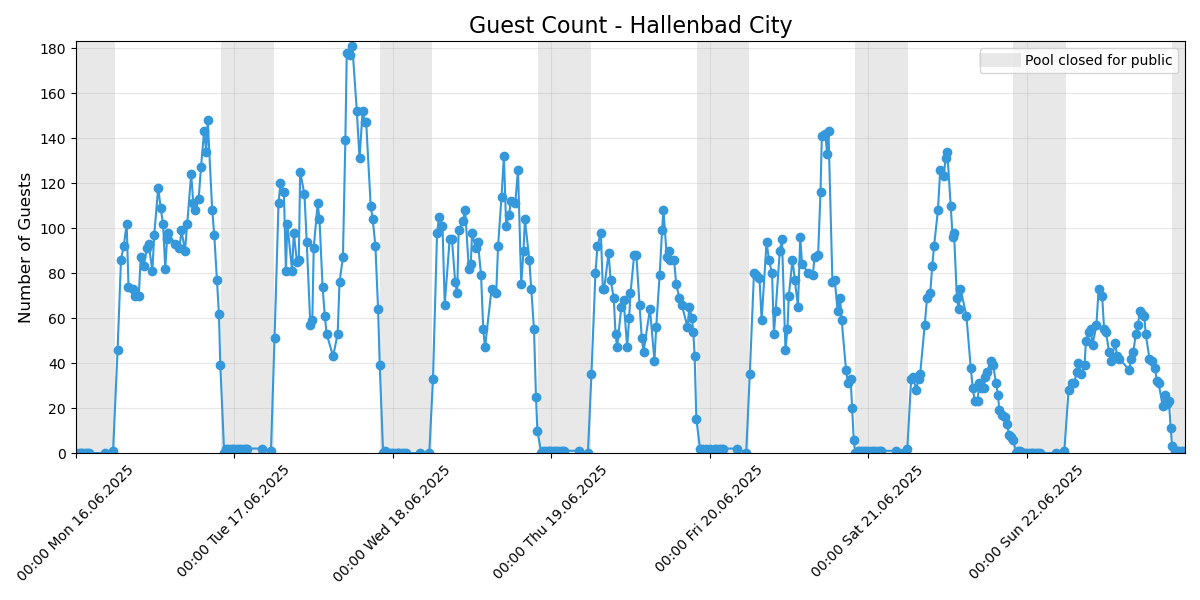 Guest Count - Hallenbad City
Pool closed for public
Number of Guests
180
160
140
120
100
80
60
40
20
0
00:00 Mon 16.06.2025
00:00 Tue 17.06.2025
00:00 Wed 18.06.2025
00:00 Thu 19.06.2025
00:00 Fri 20.06.2025
00:00 Sat 21.06.2025
00:00 Sun 22.06.2025